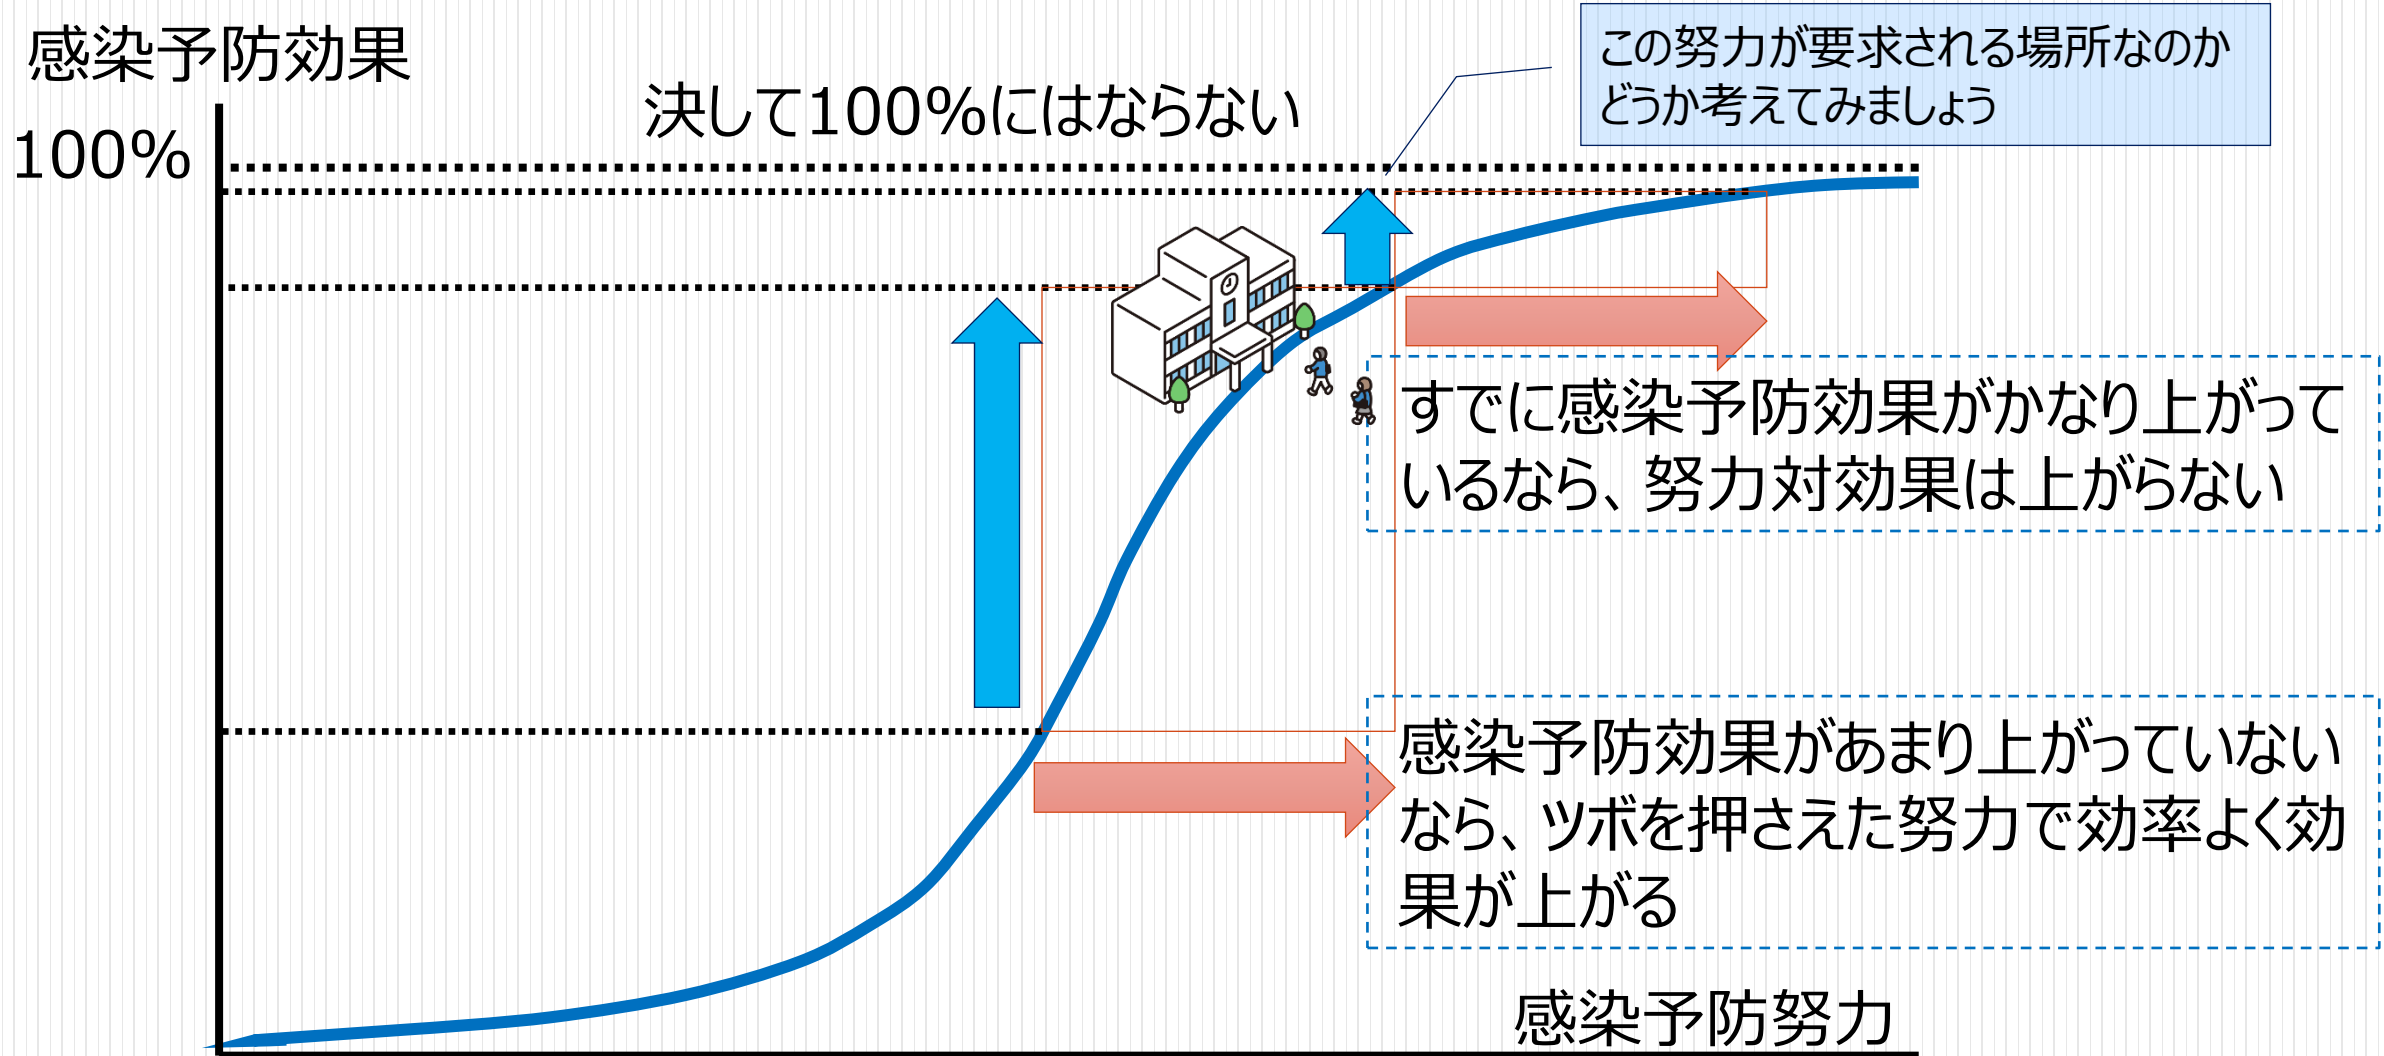 感染予防効果
100%
決して100%にはならない
この努力が要求される場所なのか
どうか考えてみましょう
すでに感染予防効果がかなり上がって
いるなら、努力対効果は上がらない
感染予防効果があまり上がっていない
なら、ツボを押さえた努力で効率よく効
果が上がる
感染予防努力